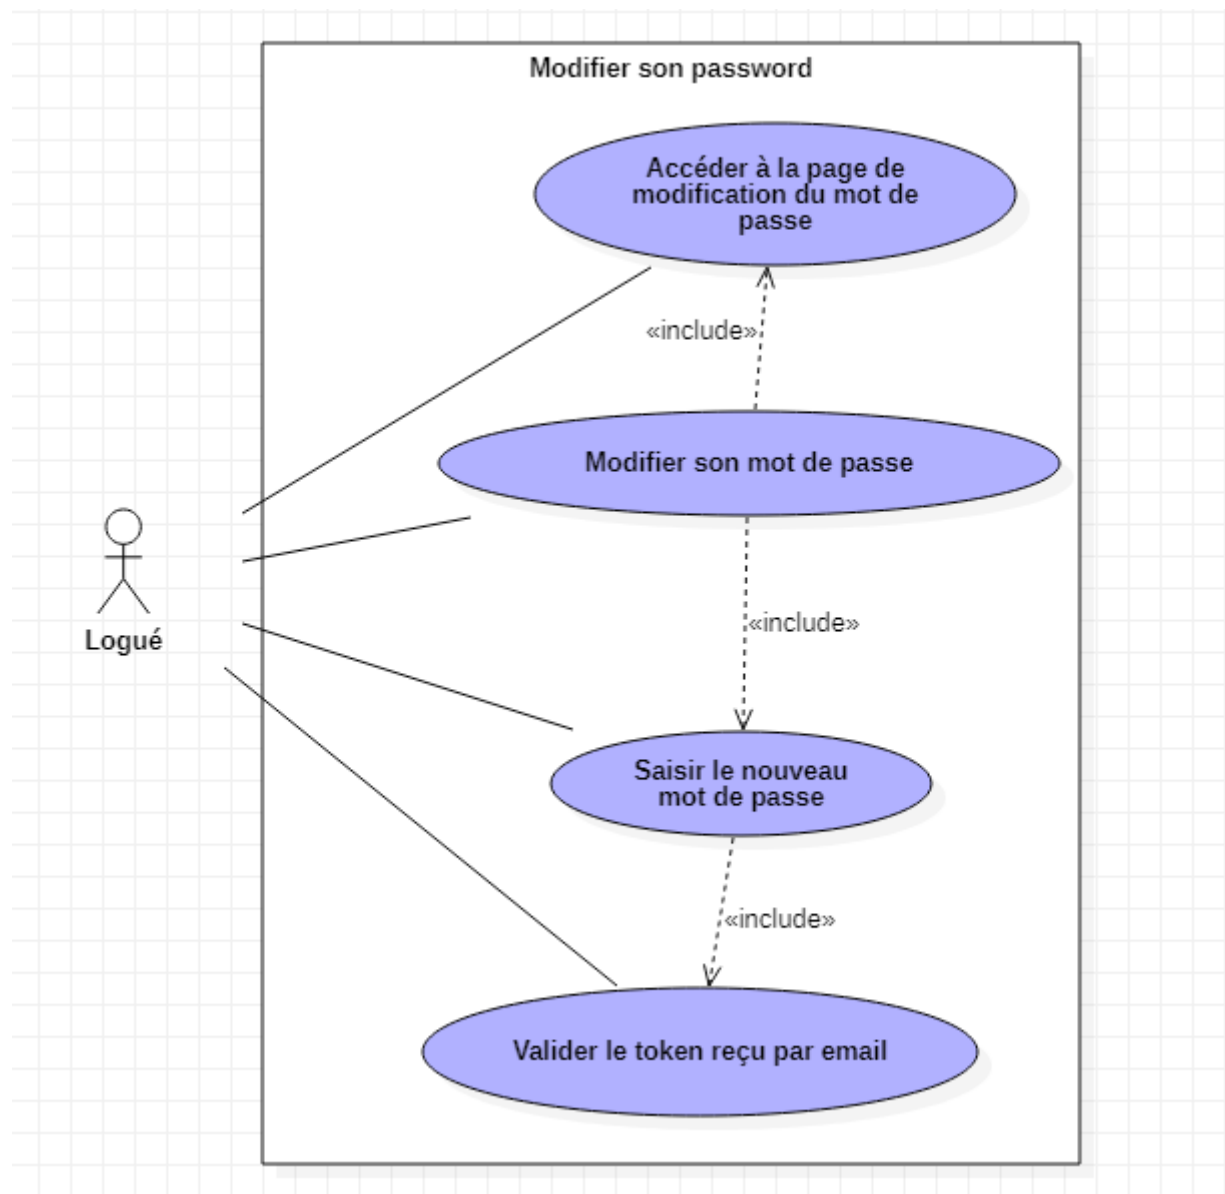 Modifier son password
Accéder à la page de
modification du mot de
passe
«include»
Modifier son mot de passe
Logué
«include»
Saisir le nouveau
mot de passe
«include»
Valider le token reçu par email